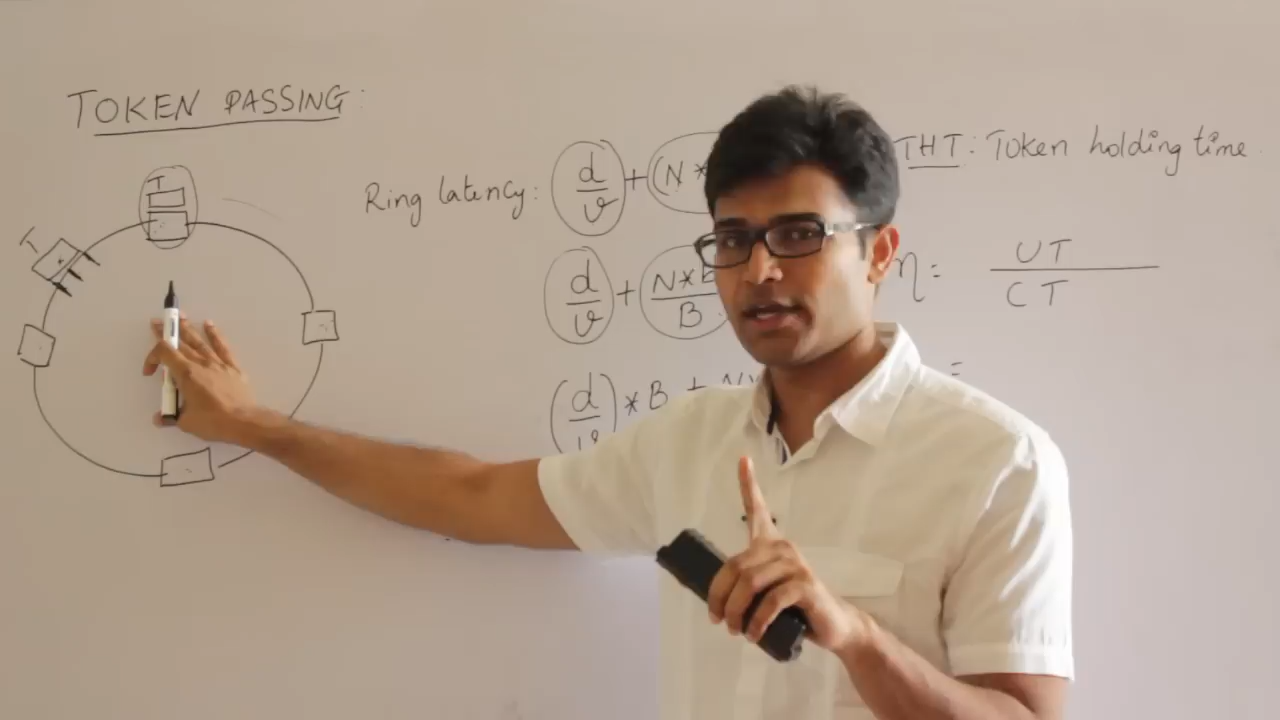 TOKEN PASSING:
T
T
Ring latency: d/v + (N *
d/v + N*b/B
(d/v) * B + N
THT: Token holding time.
η = UT/CT
=